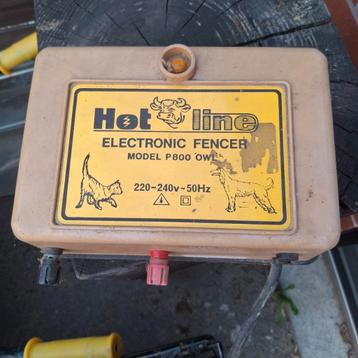 Hot line
ELECTRONIC FENCER
MODEL P800 OWL
220-240v~50Hz